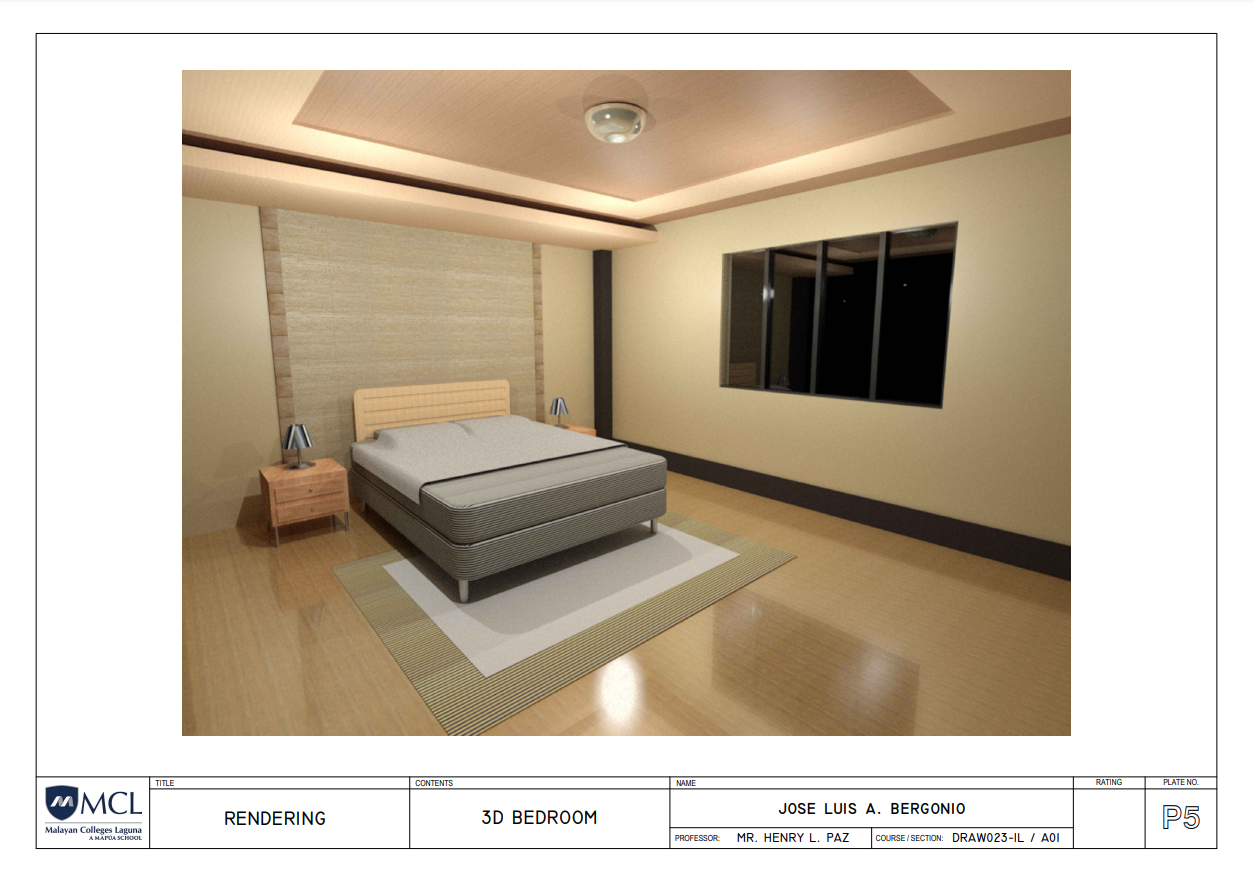 MCL
Malayan Colleges Laguna
A MAPÚA SCHOOL
TITLE
RENDERING
CONTENTS
3D BEDROOM
NAME
JOSE LUIS A. BERGONIO
PROFESSOR: MR. HENRY L. PAZ
COURSE / SECTION: DRAW023-1L / A01
RATING
PLATE NO.
P5